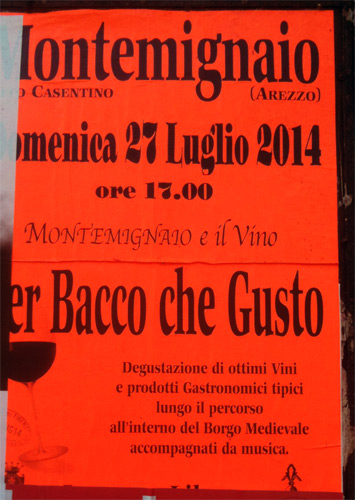 Montemignaio
Casentino (Arezzo)
Domenica 27 Luglio 2014
ore 17.00
Montemignaio e il Vino
er Bacco che Gusto
Degustazione di ottimi Vini
e prodotti Gastronomici tipici
lungo il percorso
all'interno del Borgo Medievale
accompagnati da musica.